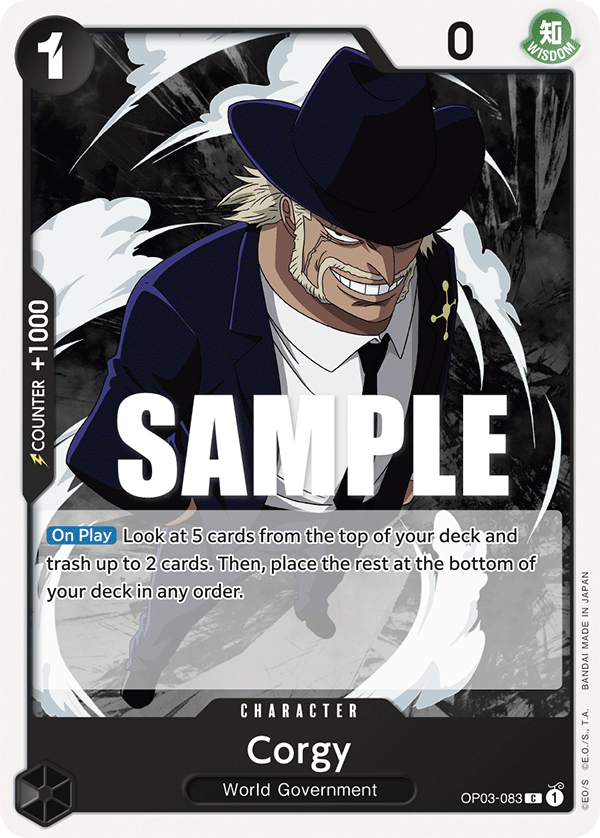 1
0
知
WISDOM
COUNTER +1000
SAMPLE
On Play Look at 5 cards from the top of your deck and
trash up to 2 cards. Then, place the rest at the bottom of
your deck in any order.
CHARACTER
Corgy
World Government
OP03-083 C 1
©EO/S ©E.O./S., T.A. BANDAI MADE IN JAPAN